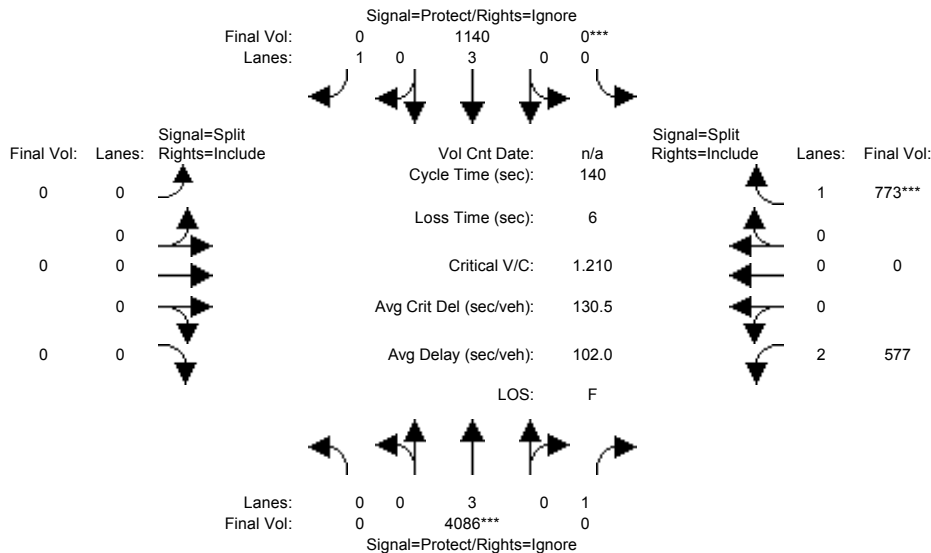 Signal=Protect/Rights=Ignore
Final Vol: 0 1140 0***
Lanes: 1 0 3 0 0
Signal=Split Signal=Split
Final Vol: Lanes: Rights=Include Vol Cnt Date: n/a Rights=Include Lanes: Final Vol:
Cycle Time (sec): 140
0 0 1 773***
Loss Time (sec): 6
0 0
0 0 Critical V/C: 1.210 0 0
0 Avg Crit Del (sec/veh): 130.5 0
0 0 Avg Delay (sec/veh): 102.0 2 577
LOS: F
Lanes: 0 0 3 0 1
Final Vol: 0 4086*** 0
Signal=Protect/Rights=Ignore